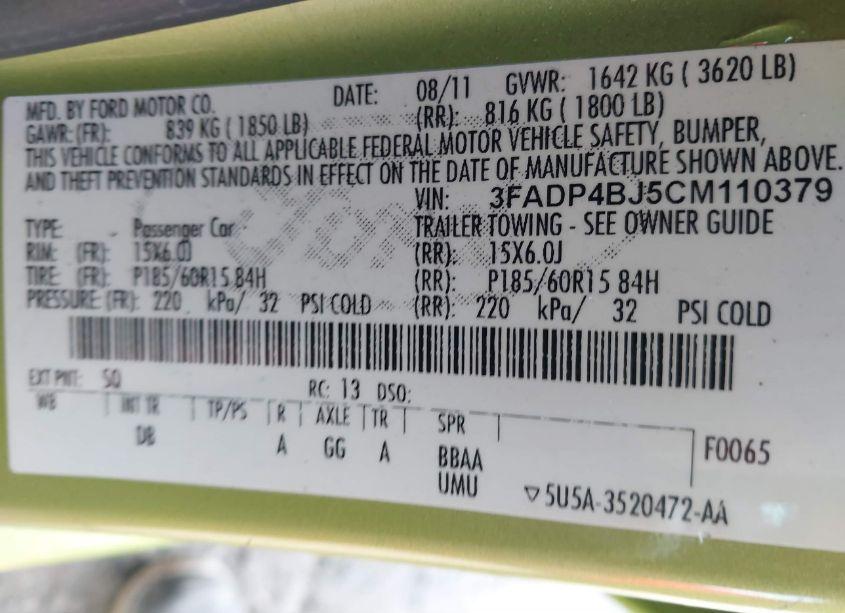 MFD. BY FORD MOTOR CO. DATE: 08/11 GVWR: 1642 KG ( 3620 LB)
GAWR: (FR): 839 KG ( 1850 LB) (RR): 816 KG ( 1800 LB)
THIS VEHICLE CONFORMS TO ALL APPLICABLE FEDERAL MOTOR VEHICLE SAFETY, BUMPER,
AND THEFT PREVENTION STANDARDS IN EFFECT ON THE DATE OF MANUFACTURE SHOWN ABOVE.
VIN: 3FADP4BJ5CM110379
TYPE: Passenger Car TRAILER TOWING - SEE OWNER GUIDE
RIM: (FR): 15X6.0J (RR): 15X6.0J
TIRE: (FR): P185/60R15 84H (RR): P185/60R15 84H
PRESSURE (FR): 220 kPa/ 32 PSI COLD (RR): 220 kPa/ 32 PSI COLD
EXT PNT: SQ RC: 13 DSO:
WB INT TR TP/PS R AXLE TR SPR
DB A GG A BBAA F0065
UMU ▽5U5A-3520472-AA